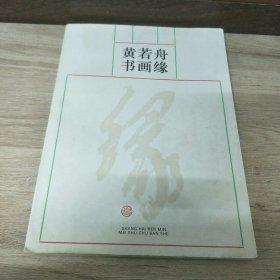 黄若舟
书画缘
缘
SHANG HAI REN MIN
MEI SHU CHU BAN SHE